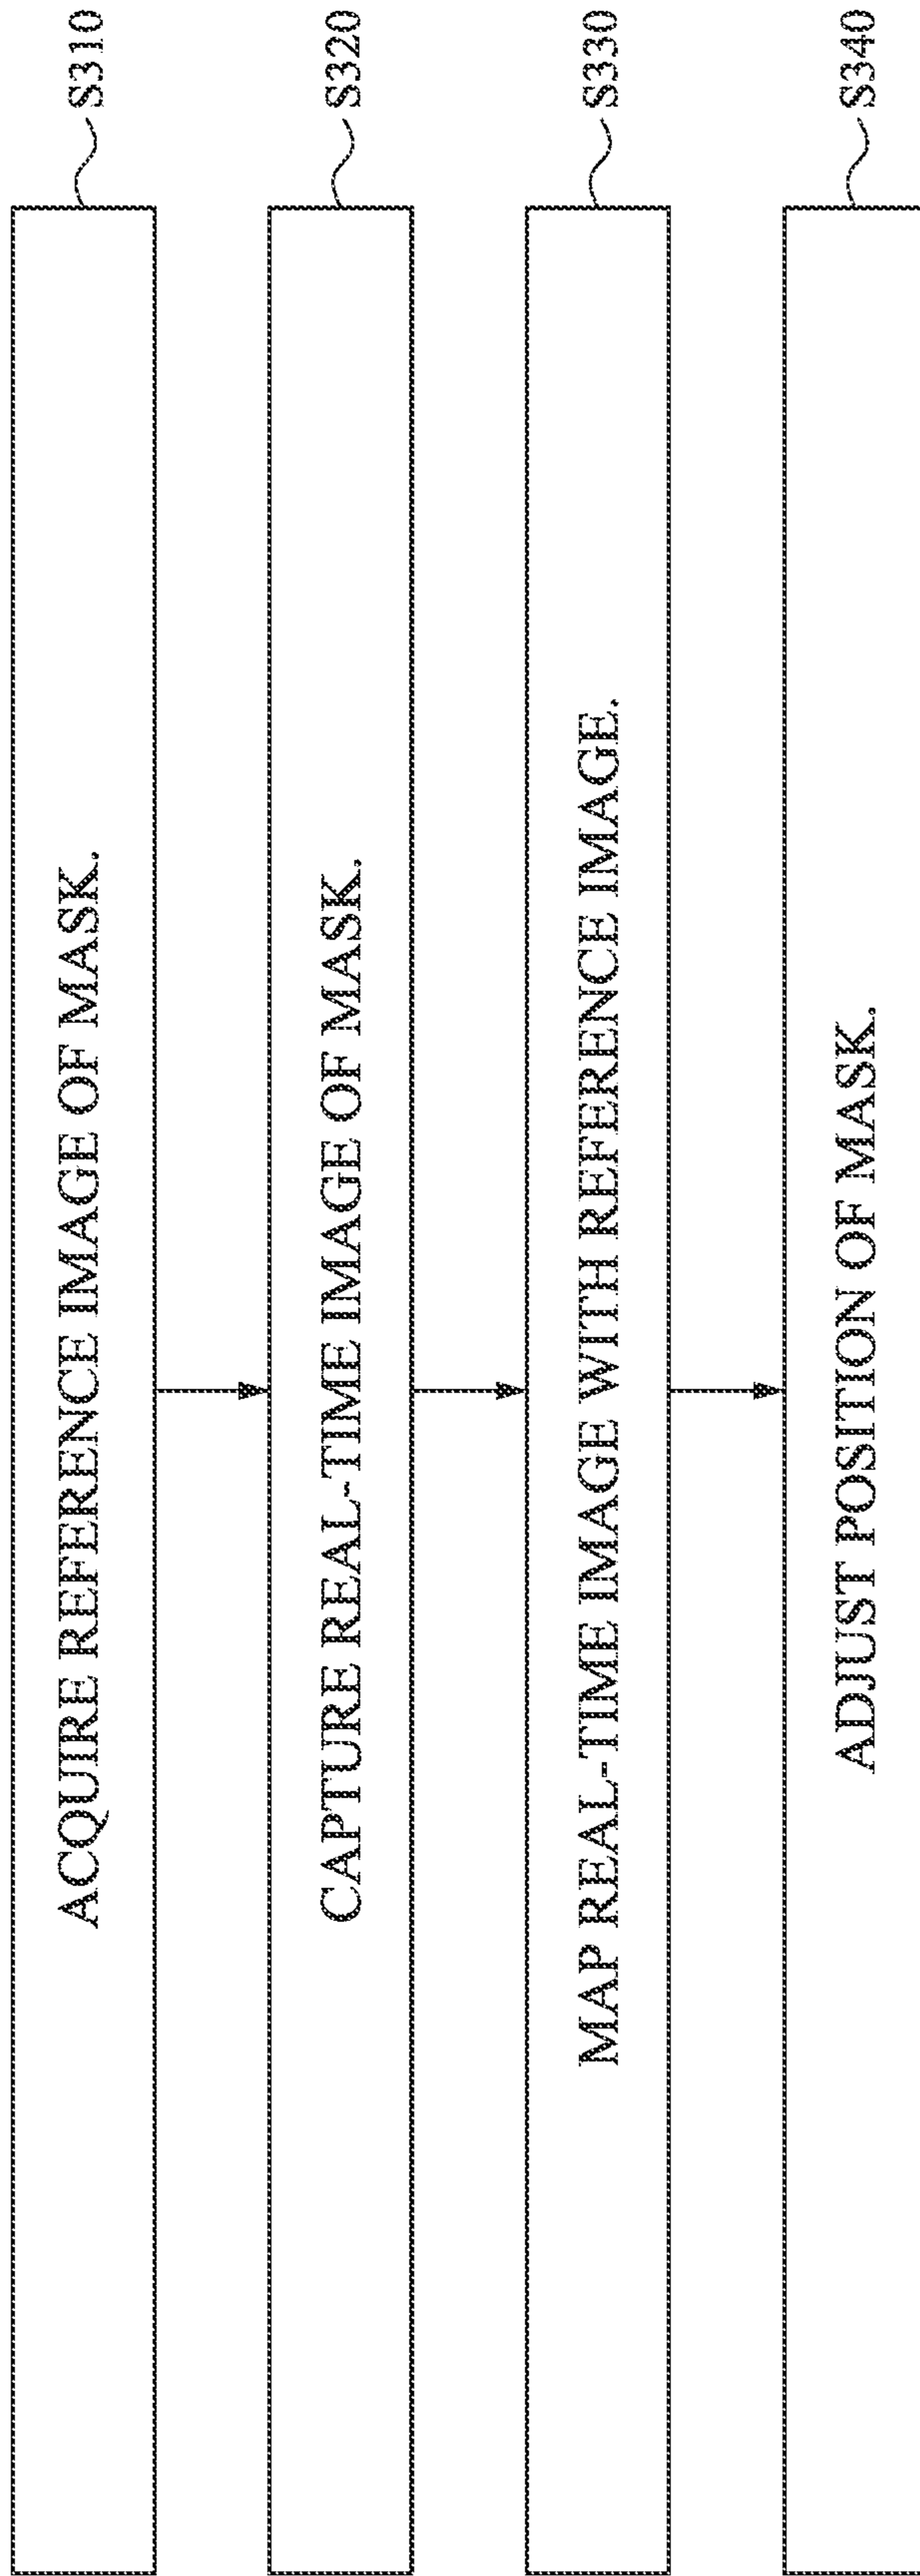 ACQUIRE REFERENCE IMAGE OF MASK. S310
CAPTURE REAL-TIME IMAGE OF MASK. S320
MAP REAL-TIME IMAGE WITH REFERENCE IMAGE. S330
ADJUST POSITION OF MASK. S340